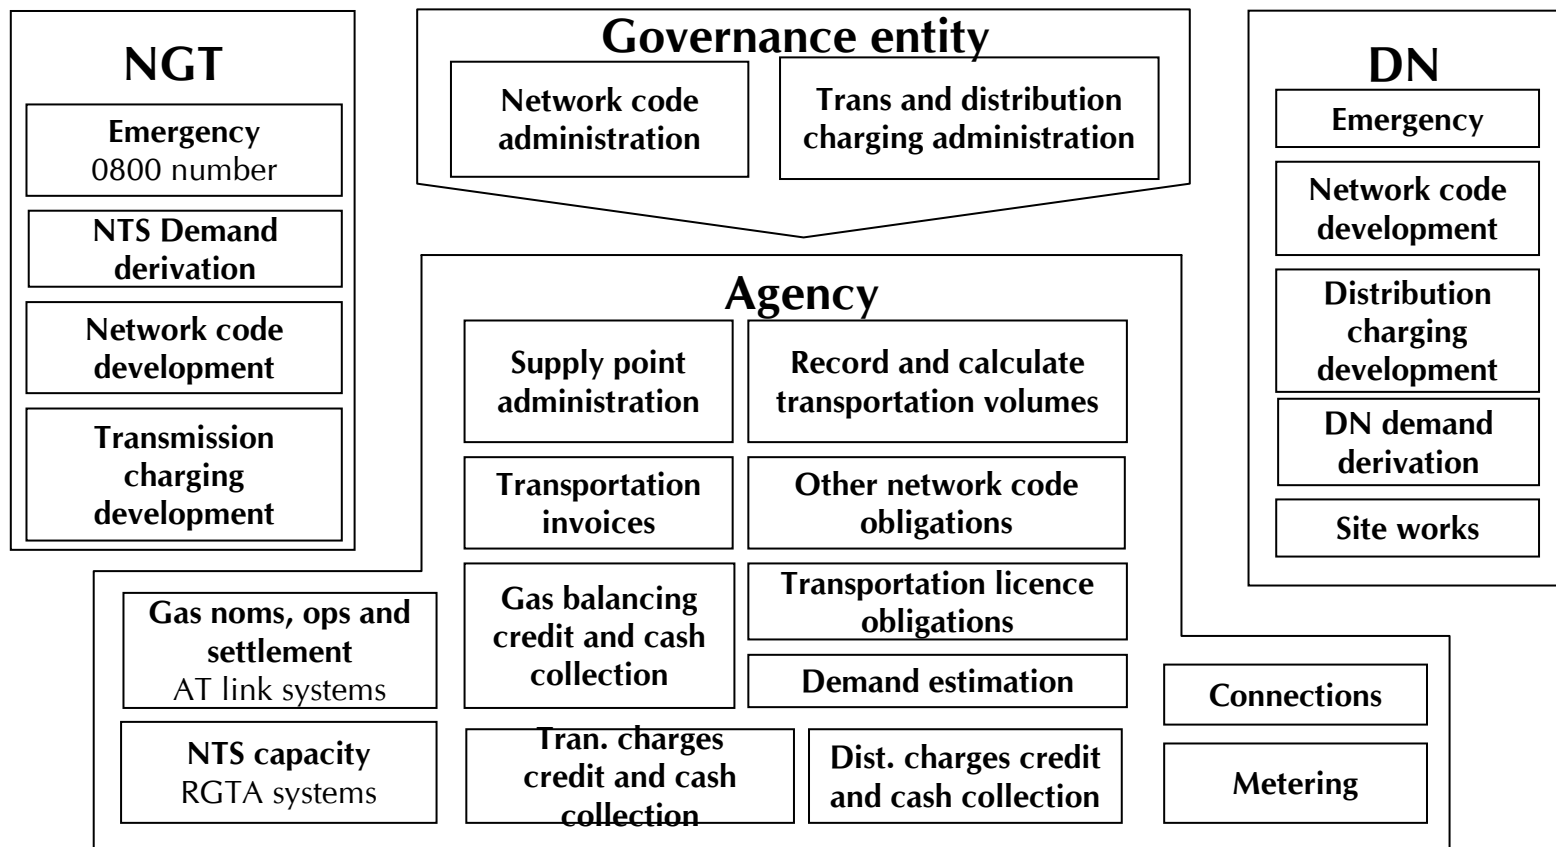 NGT
Emergency
0800 number
NTS Demand
derivation
Network code
development
Transmission
charging
development
Governance entity
Network code
administration
Trans and distribution
charging administration
DN
Emergency
Network code
development
Distribution
charging
development
DN demand
derivation
Site works
Agency
Supply point
administration
Record and calculate
transportation volumes
Transportation
invoices
Other network code
obligations
Gas balancing
credit and cash
collection
Transportation licence
obligations
Demand estimation
Gas noms, ops and
settlement
AT link systems
NTS capacity
RGTA systems
Tran. charges
credit and cash
collection
Dist. charges credit
and cash collection
Connections
Metering